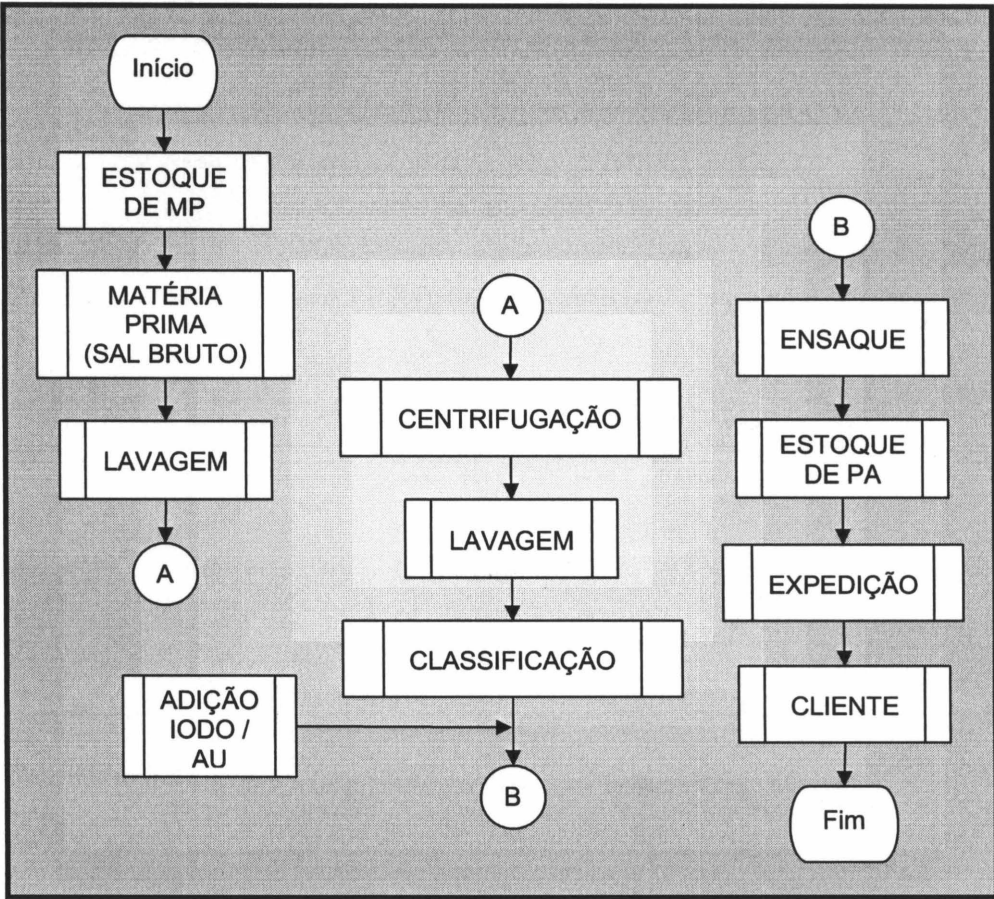 Início
ESTOQUE
DE MP
MATÉRIA
PRIMA
(SAL BRUTO)
LAVAGEM
A
A
CENTRIFUGAÇÃO
LAVAGEM
CLASSIFICAÇÃO
ADIÇÃO
IODO /
AU
B
B
ENSAQUE
ESTOQUE
DE PA
EXPEDIÇÃO
CLIENTE
Fim